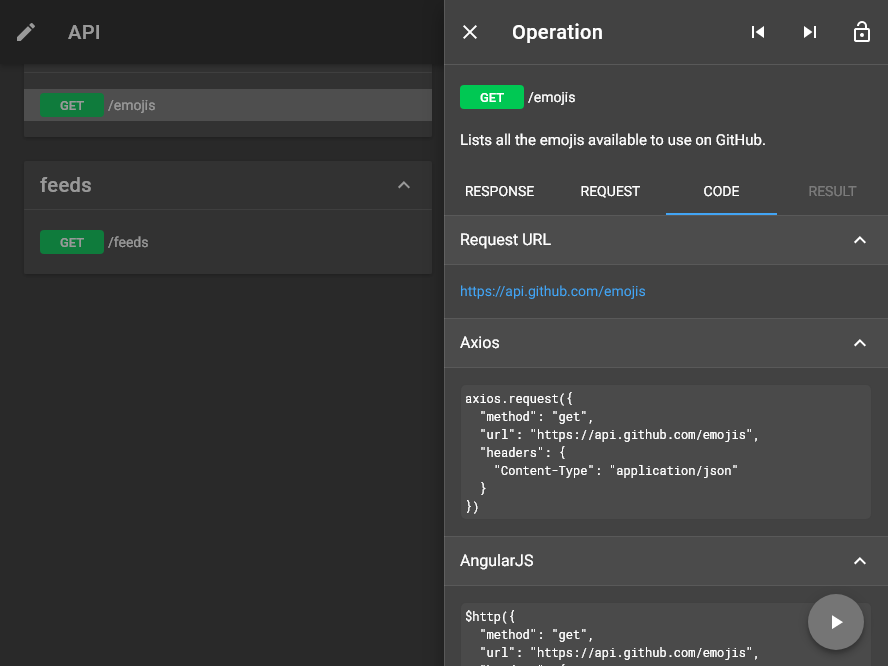 API
GET /emojis
feeds
GET /feeds
Operation
GET /emojis
Lists all the emojis available to use on GitHub.
RESPONSE REQUEST CODE RESULT
Request URL
https://api.github.com/emojis
Axios
axios.request({
  "method": "get",
  "url": "https://api.github.com/emojis",
  "headers": {
    "Content-Type": "application/json"
  }
})
AngularJS
$http({
  "method": "get",
  "url": "https://api.github.com/emojis",